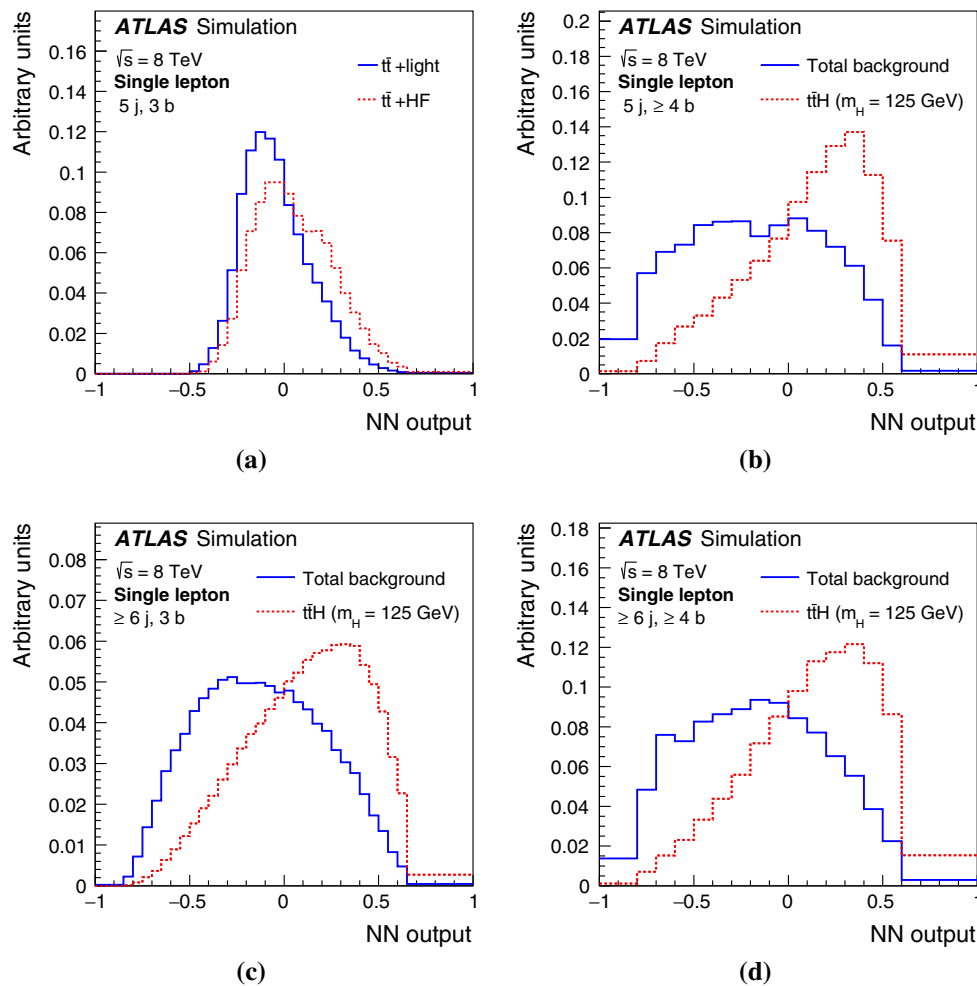 ATLAS Simulation
√s = 8 TeV
Single lepton
5 j, 3 b
tt̄ +light
tt̄ +HF
Arbitrary units
0.16
0.14
0.12
0.1
0.08
0.06
0.04
0.02
0
−1 −0.5 0 0.5 1
NN output
(a)
ATLAS Simulation
√s = 8 TeV
Single lepton
5 j, ≥ 4 b
Total background
tt̄H (m_H = 125 GeV)
Arbitrary units
0.2
0.18
0.16
0.14
0.12
0.1
0.08
0.06
0.04
0.02
0
−1 −0.5 0 0.5 1
NN output
(b)
ATLAS Simulation
√s = 8 TeV
Single lepton
≥ 6 j, 3 b
Total background
tt̄H (m_H = 125 GeV)
Arbitrary units
0.08
0.07
0.06
0.05
0.04
0.03
0.02
0.01
0
−1 −0.5 0 0.5 1
NN output
(c)
ATLAS Simulation
√s = 8 TeV
Single lepton
≥ 6 j, ≥ 4 b
Total background
tt̄H (m_H = 125 GeV)
Arbitrary units
0.18
0.16
0.14
0.12
0.1
0.08
0.06
0.04
0.02
0
−1 −0.5 0 0.5 1
NN output
(d)